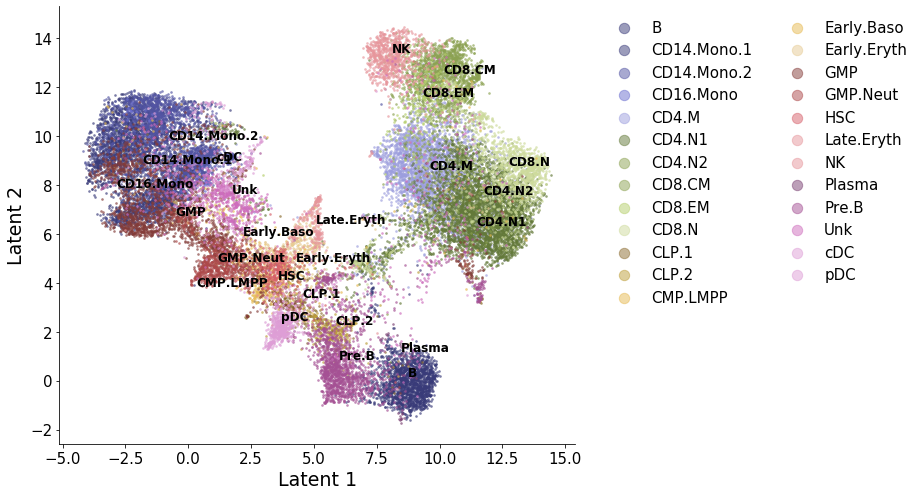 14
12
10
8
6
4
2
0
−2
−5.0
−2.5
0.0
2.5
5.0
7.5
10.0
12.5
15.0
Latent 1
Latent 2
NK
CD8.CM
CD8.EM
CD14.Mono.2
CD14.Mono.1
cDC
CD4.M
CD8.N
CD16.Mono
Unk
CD4.N2
GMP
Late.Eryth
CD4.N1
Early.Baso
GMP.Neut
Early.Eryth
HSC
CMP.LMPP
CLP.1
pDC
CLP.2
Plasma
Pre.B
B
B
CD14.Mono.1
CD14.Mono.2
CD16.Mono
CD4.M
CD4.N1
CD4.N2
CD8.CM
CD8.EM
CD8.N
CLP.1
CLP.2
CMP.LMPP
Early.Baso
Early.Eryth
GMP
GMP.Neut
HSC
Late.Eryth
NK
Plasma
Pre.B
Unk
cDC
pDC